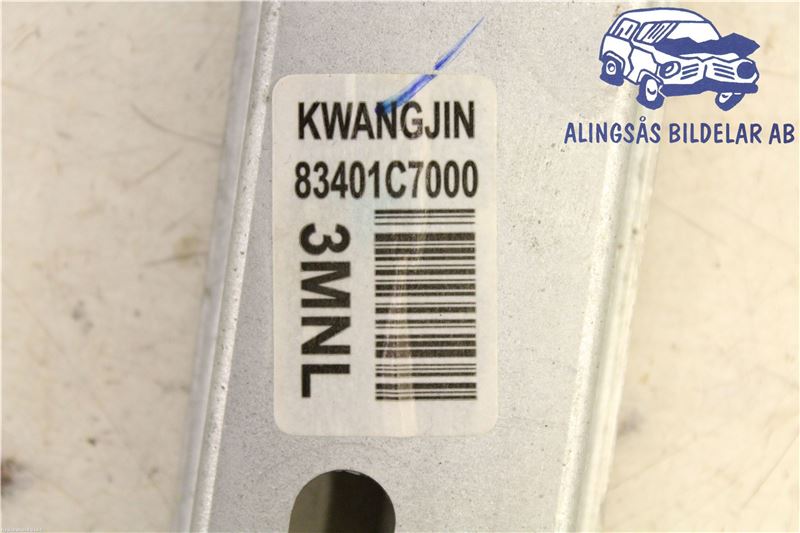 KWANGJIN
83401C7000
3MNL
ALINGSÅS BILDELAR AB